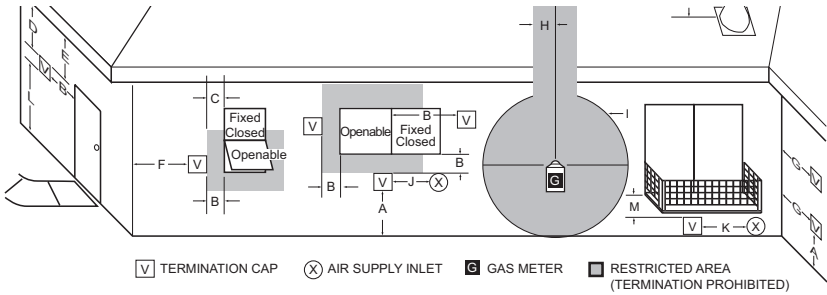 D
E
V
B
L
C
Fixed
Closed
Openable
F
V
B
V
Openable
B
Fixed
Closed
V
B
B
V
J
X
A
H
I
G
M
V
K
X
G
V
G
V
A
V TERMINATION CAP
X AIR SUPPLY INLET
G GAS METER
RESTRICTED AREA
(TERMINATION PROHIBITED)